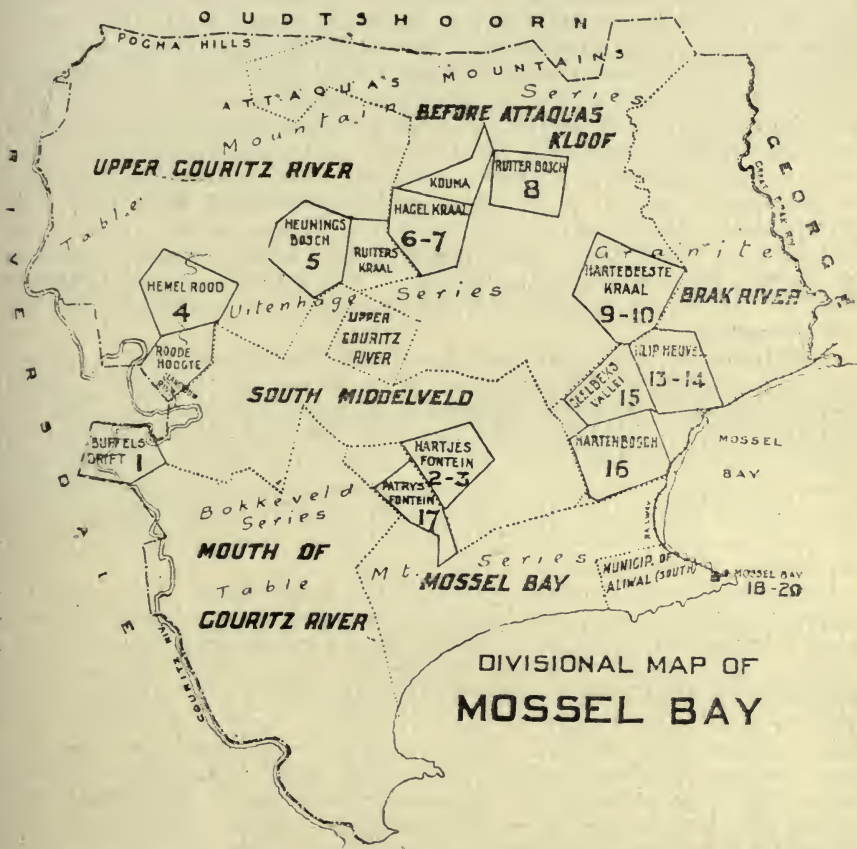 OUDTSHOORN
POCHA HILLS
ATTAQUA'S MOUNTAINS
Series
Mountain
BEFORE ATTAQUAS
KLOOF
UPPER GOURITZ RIVER
KOUMA
RUITER BOSCH
8
HAGEL KRAAL
6-7
HEUNINGS
BOSCH
5
RUITERS
KRAAL
Table
GEORGE
RIVERSDALE
Granite
HARTEBEESTE
KRAAL
9-10
BRAK RIVER
HEMEL ROOD
4
Uitenhage Series
UPPER
GOURITZ
RIVER
ROODE
HOOGTE
KLIP HEUVEL
13-14
GEELBEKS
VALLEI
15
SOUTH MIDDELVELD
BUFFELS
DRIFT 1
HARTJES
FONTEIN
2-3
HARTENBOSCH
16
MOSSEL
BAY
PATRYS
FONTEIN
17
Bokkeveld
Series
RAILWAY
MOUTH OF
Mt. Series
MOSSEL BAY
MUNICIP. OF
ALIWAL (SOUTH)
MOSSEL BAY
18-20
Table
GOURITZ RIVER
GOURITZ RIV
DIVISIONAL MAP OF
MOSSEL BAY